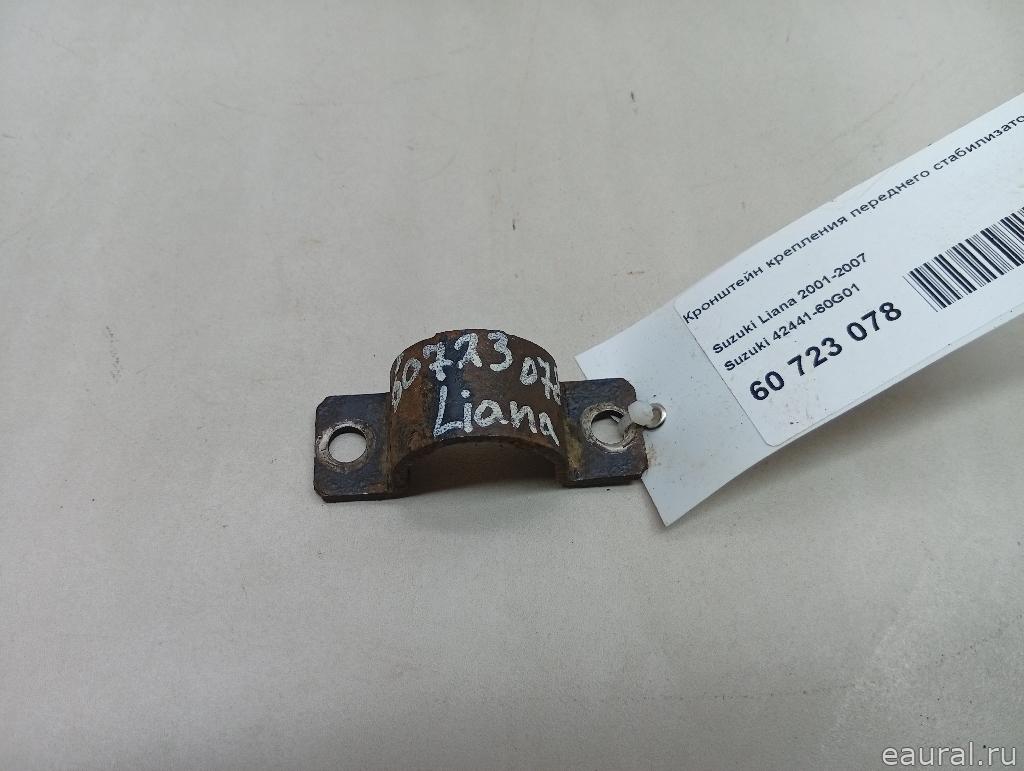 60723 078
Liana
Кронштейн крепления переднего стабилизато
Suzuki Liana 2001-2007
Suzuki 42441-60G01
60 723 078
eaural.ru